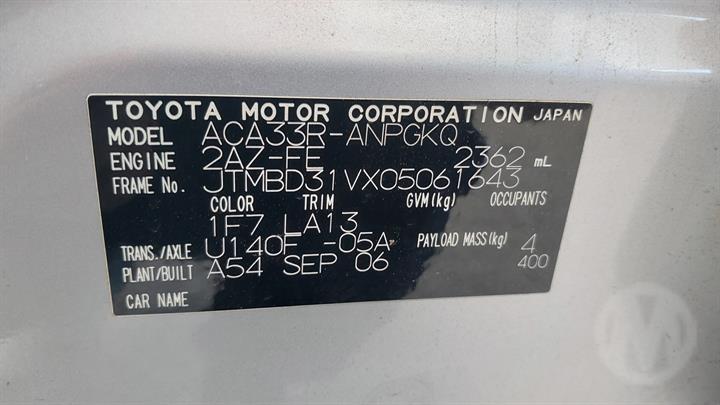 TOYOTA MOTOR CORPORATION JAPAN
MODEL ACA33R-ANPGKQ
ENGINE 2AZ-FE 2362 mL
FRAME No. JTMBD31VX05061643
COLOR TRIM GVM(kg) OCCUPANTS
1F7 LA13
TRANS./AXLE U140F -05A PAYLOAD MASS(kg) 4
PLANT/BUILT A54 SEP 06 400
CAR NAME
M